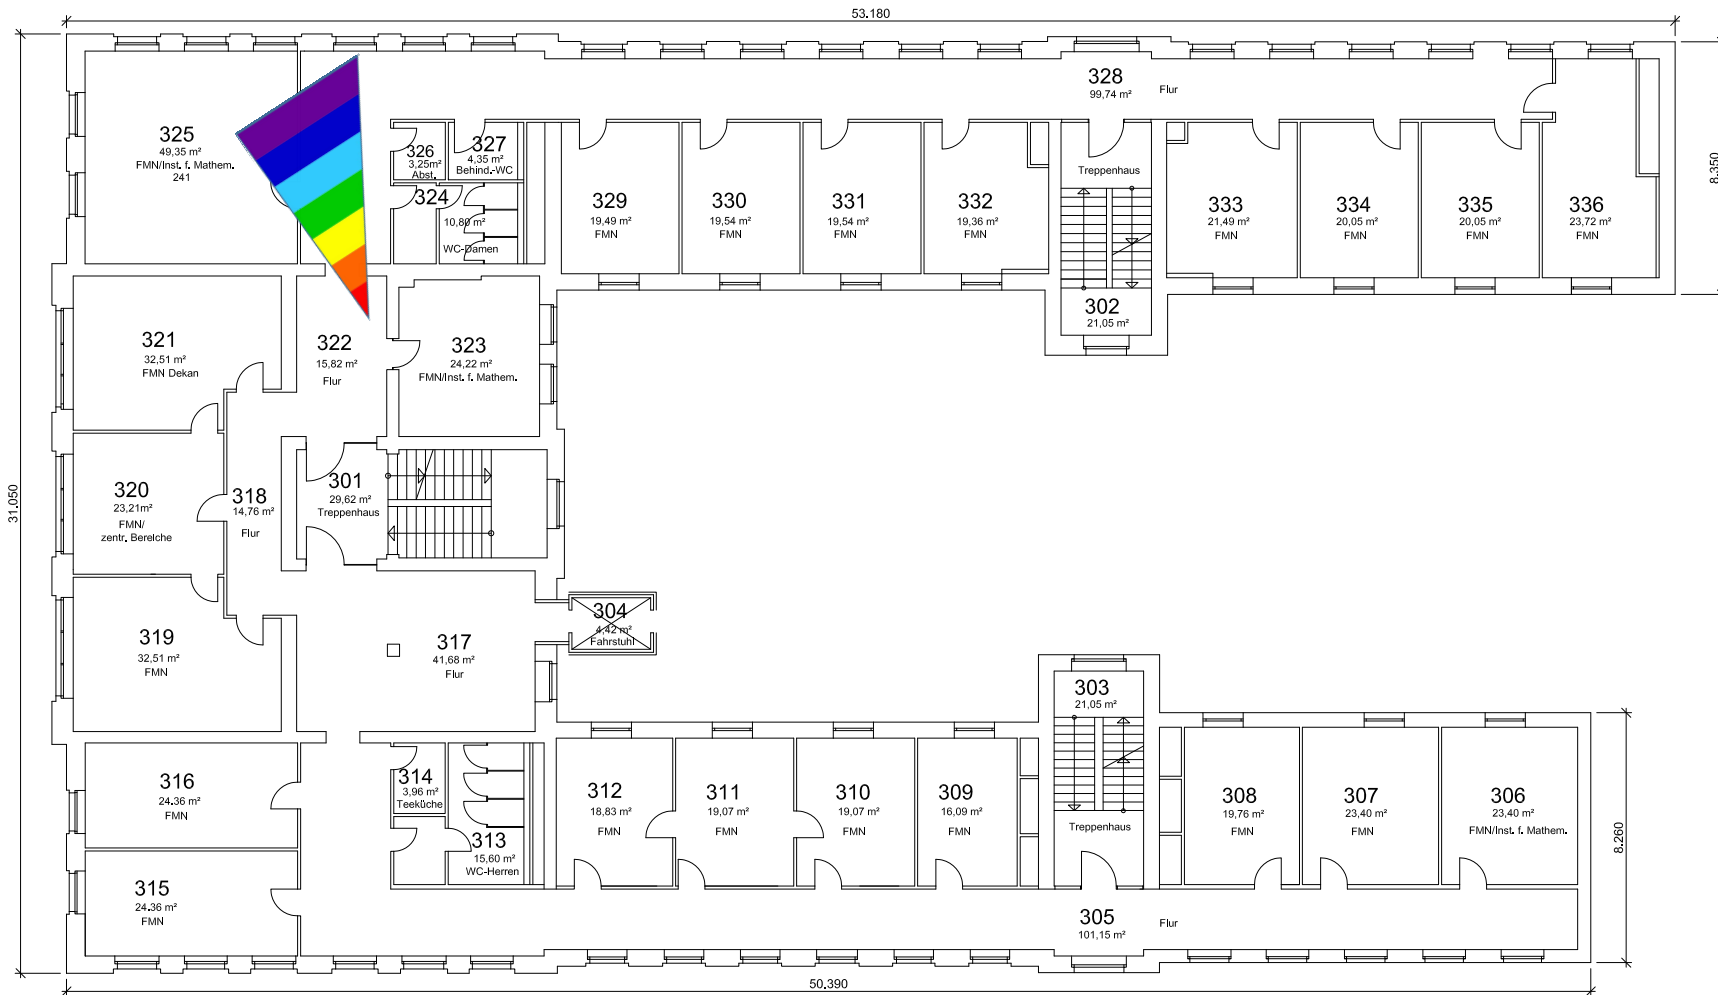 53.180
31.050
8.350
325
49,35 m²
FMN/Inst. f. Mathem.
241
326
3,25m²
Abst.
327
4,35 m²
Behind.-WC
324
10,80 m²
WC-Damen
328
99,74 m²
Flur
Treppenhaus
329
19,49 m²
FMN
330
19,54 m²
FMN
331
19,54 m²
FMN
332
19,36 m²
FMN
333
21,49 m²
FMN
334
20,05 m²
FMN
335
20,05 m²
FMN
336
23,72 m²
FMN
302
21,05 m²
321
32,51 m²
FMN Dekan
322
15,82 m²
Flur
323
24,22 m²
FMN/Inst. f. Mathem.
320
23,21m²
FMN/
zentr. Bereiche
318
14,76 m²
Flur
301
29,62 m²
Treppenhaus
304
4,42 m²
Fahrstuhl
319
32,51 m²
FMN
317
41,68 m²
Flur
303
21,05 m²
Treppenhaus
316
24.36 m²
FMN
314
3,96 m²
Teeküche
313
15,60 m²
WC-Herren
312
18,83 m²
FMN
311
19,07 m²
FMN
310
19,07 m²
FMN
309
16,09 m²
FMN
308
19,76 m²
FMN
307
23,40 m²
FMN
306
23,40 m²
FMN/Inst. f. Mathem.
8.260
315
24.36 m²
FMN
305
101,15 m²
Flur
50.390